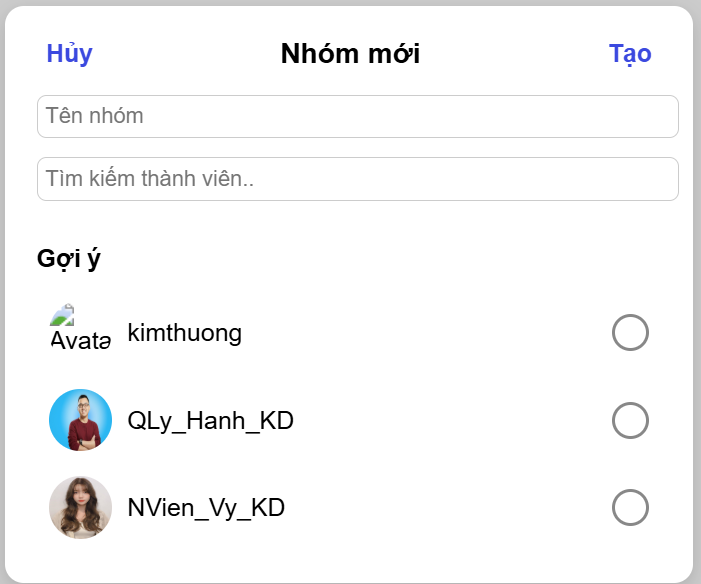 Hủy Nhóm mới Tạo
Tên nhóm
Tìm kiếm thành viên..
Gợi ý
Avata kimthuong
QLy_Hanh_KD
NVien_Vy_KD